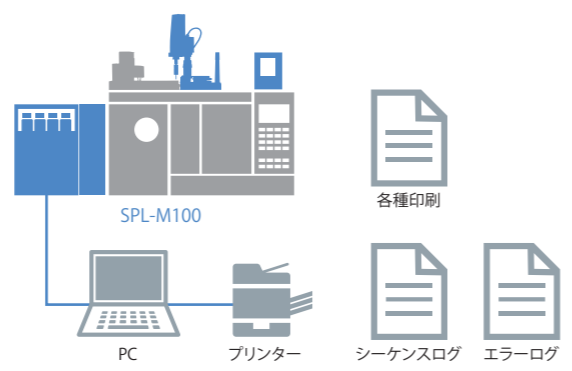 各種印刷
SPL-M100
PC
プリンター
シーケンスログ
エラーログ